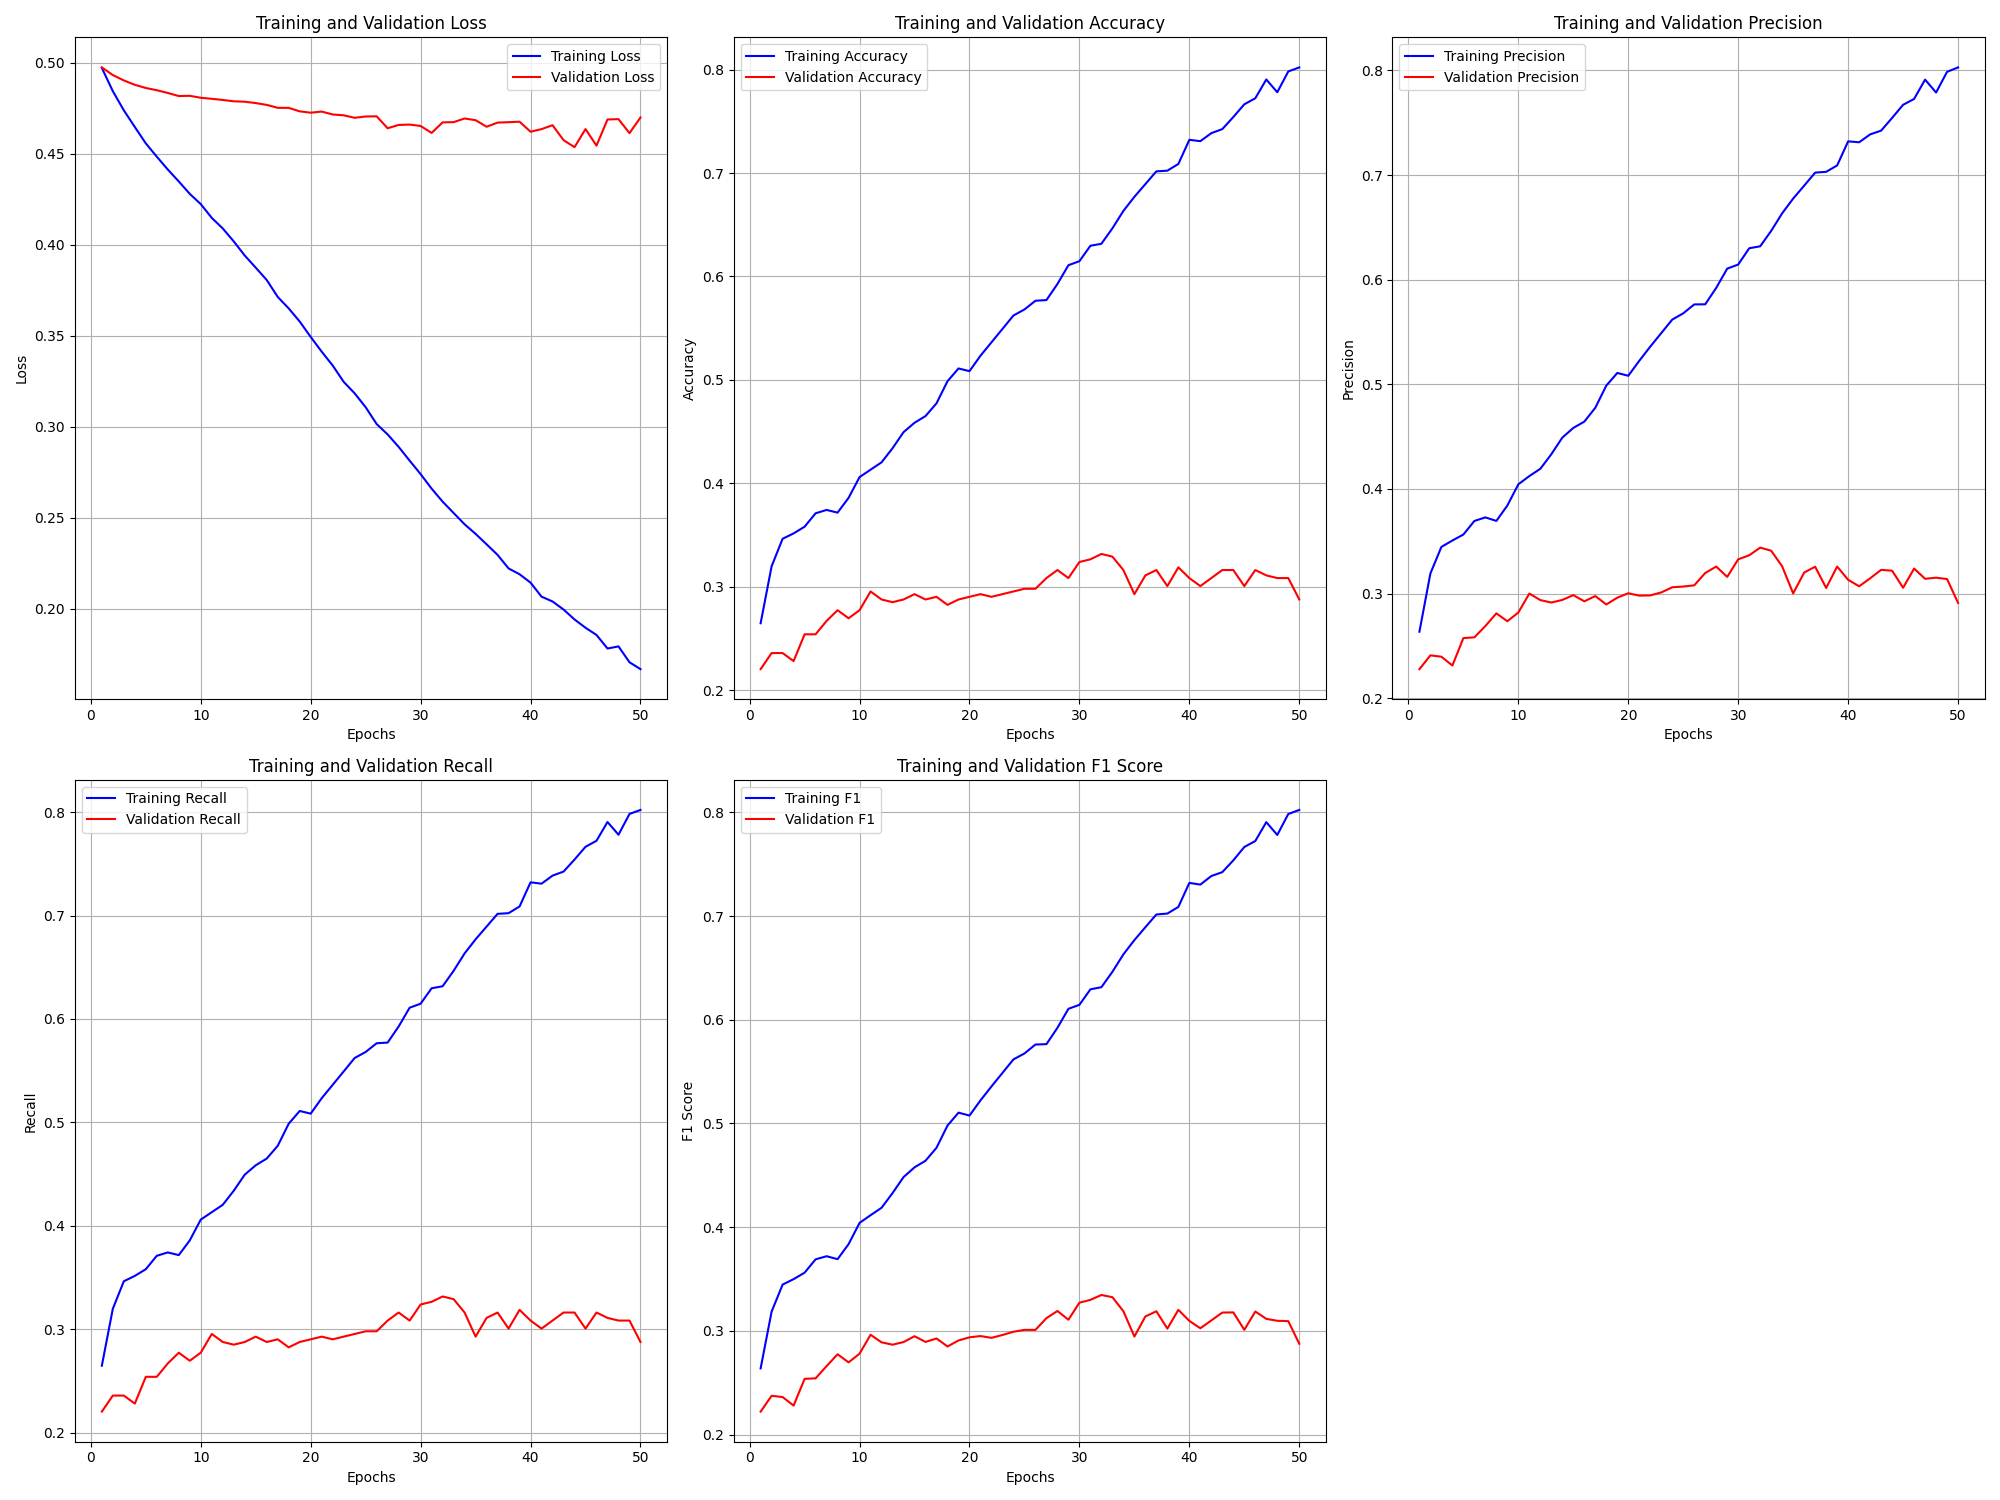 Training and Validation Loss
Training Loss
Validation Loss
0.50
0.45
0.40
0.35
0.30
0.25
0.20
Loss
0 10 20 30 40 50
Epochs
Training and Validation Accuracy
Training Accuracy
Validation Accuracy
0.8
0.7
0.6
0.5
0.4
0.3
0.2
Accuracy
0 10 20 30 40 50
Epochs
Training and Validation Precision
Training Precision
Validation Precision
0.8
0.7
0.6
0.5
0.4
0.3
0.2
Precision
0 10 20 30 40 50
Epochs
Training and Validation Recall
Training Recall
Validation Recall
0.8
0.7
0.6
0.5
0.4
0.3
0.2
Recall
0 10 20 30 40 50
Epochs
Training and Validation F1 Score
Training F1
Validation F1
0.8
0.7
0.6
0.5
0.4
0.3
0.2
F1 Score
0 10 20 30 40 50
Epochs